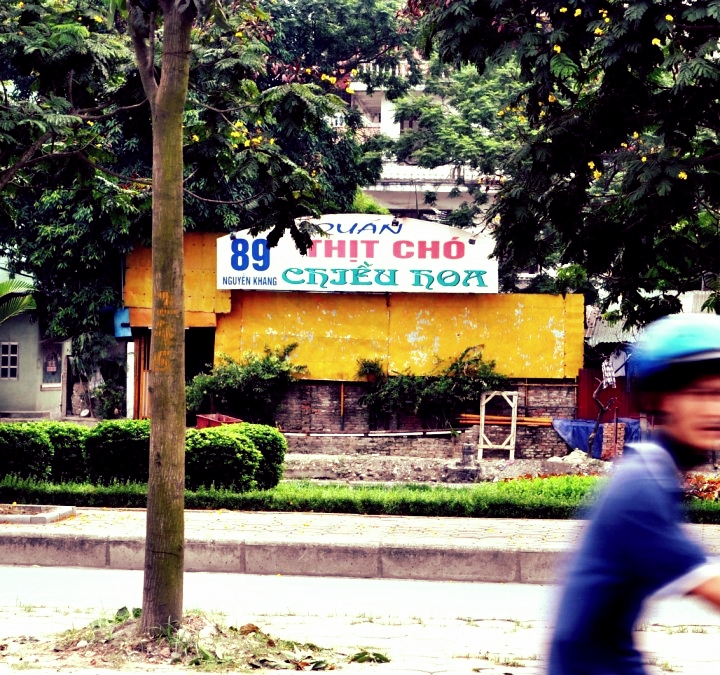 QUÁN
89 THỊT CHÓ
NGUYỄN KHANG CHIỀU HOA